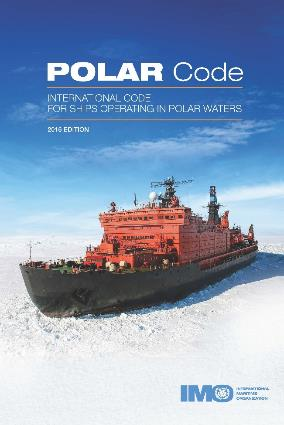 POLAR Code
INTERNATIONAL CODE
FOR SHIPS OPERATING IN POLAR WATERS
2016 EDITION
IMO
INTERNATIONAL
MARITIME
ORGANIZATION